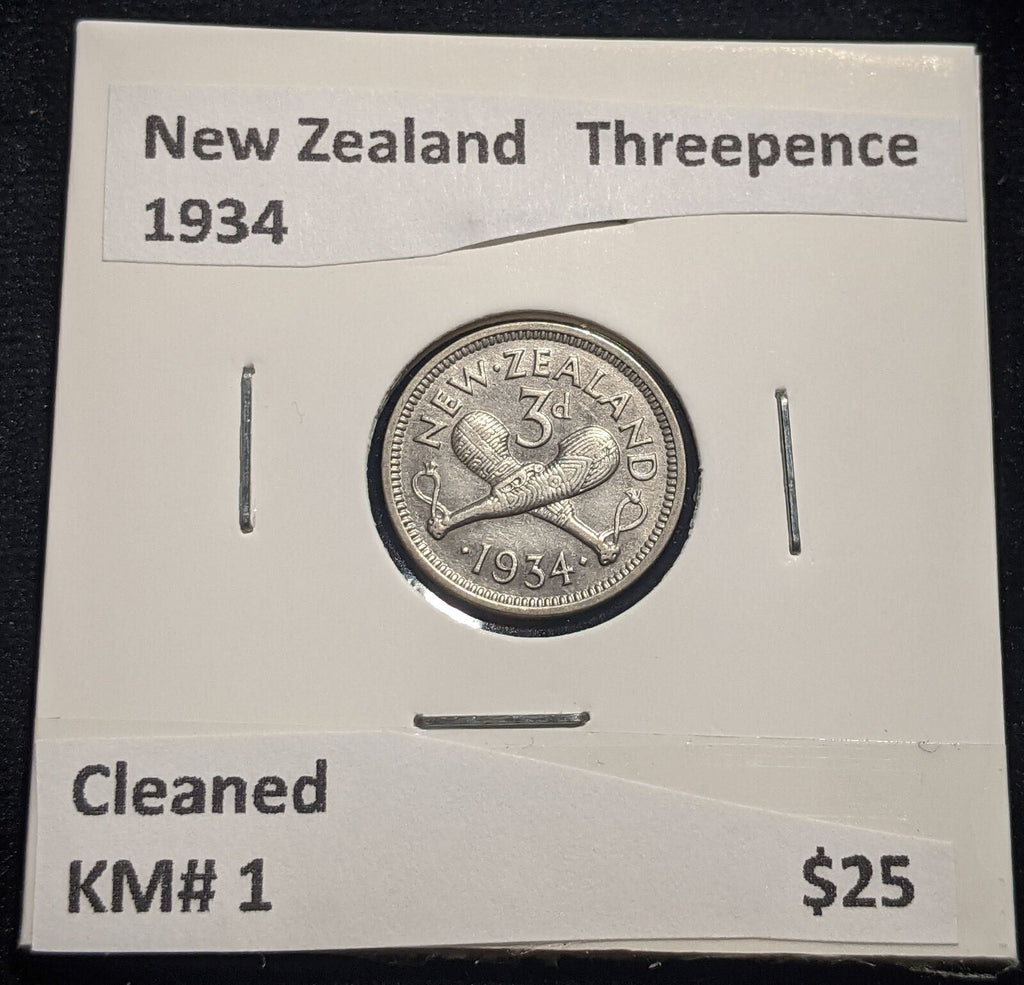 New Zealand Threepence
1934
NEW·ZEALAND
3d
·1934·
Cleaned
KM# 1 $25